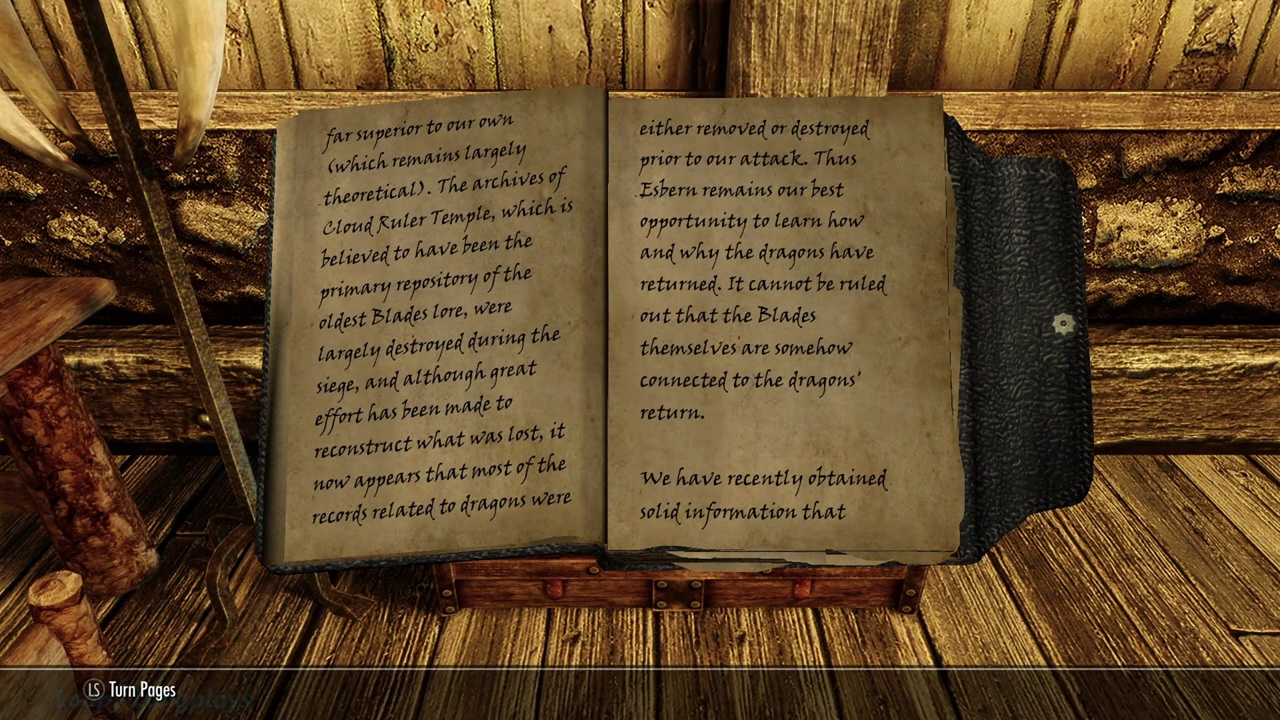 far superior to our own
(which remains largely
theoretical). The archives of
Cloud Ruler Temple, which is
believed to have been the
primary repository of the
oldest Blades lore, were
largely destroyed during the
siege, and although great
effort has been made to
reconstruct what was lost, it
now appears that most of the
records related to dragons were
either removed or destroyed
prior to our attack. Thus
Esbern remains our best
opportunity to learn how
and why the dragons have
returned. It cannot be ruled
out that the Blades
themselves are somehow
connected to the dragons'
return.
We have recently obtained
solid information that
LS Turn Pages